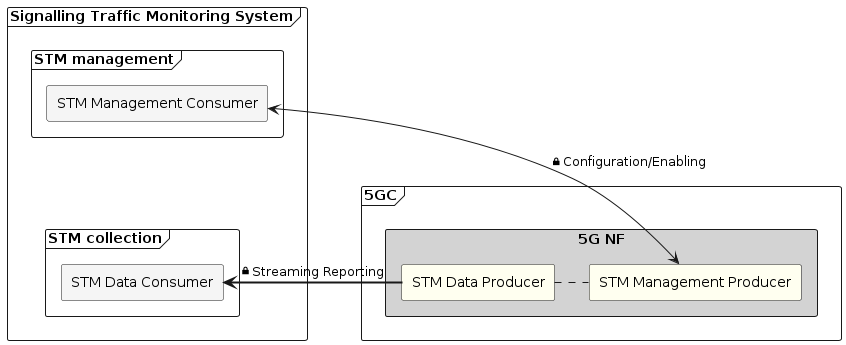 Signalling Traffic Monitoring System
STM management
STM Management Consumer
Configuration/Enabling
5GC
5G NF
STM collection
STM Data Consumer
Streaming Reporting
STM Data Producer
STM Management Producer